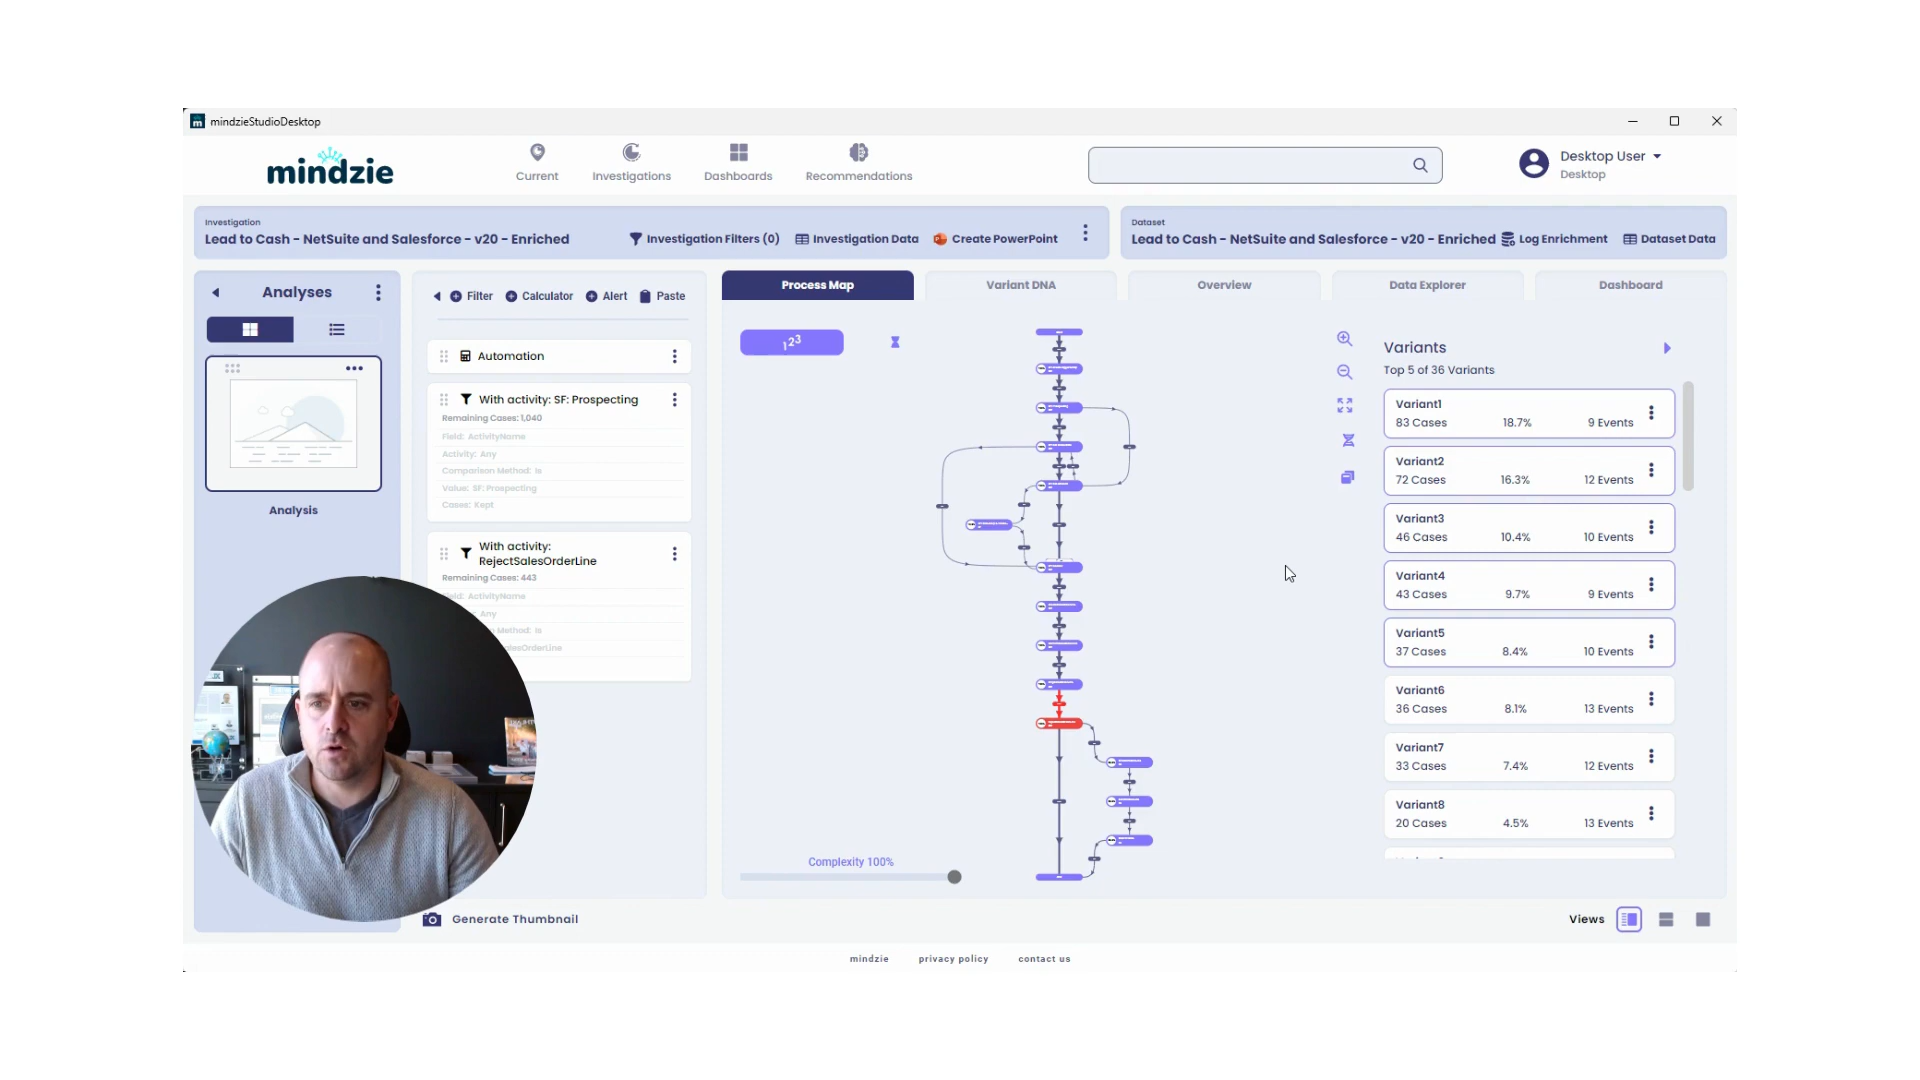 mindzieStudioDesktop
mindzie
Current
Investigations
Dashboards
Recommendations
Desktop User
Desktop
Investigation
Lead to Cash - NetSuite and Salesforce - v20 - Enriched
Investigation Filters (0)
Investigation Data
Create PowerPoint
Dataset
Lead to Cash - NetSuite and Salesforce - v20 - Enriched
Log Enrichment
Dataset Data
Analyses
Analysis
Filter
Calculator
Alert
Paste
Automation
With activity: SF: Prospecting
Remaining Cases: 1,040
Field: ActivityName
Activity: Any
Comparison Method: Is
Value: SF: Prospecting
Cases: Kept
With activity:
RejectSalesOrderLine
Remaining Cases: 443
ActivityName
Any
Method: Is
Generate Thumbnail
Process Map
Variant DNA
Overview
Data Explorer
Dashboard
123
Complexity 100%
Variants
Top 5 of 36 Variants
Variant1
83 Cases 18.7% 9 Events
Variant2
72 Cases 16.3% 12 Events
Variant3
46 Cases 10.4% 10 Events
Variant4
43 Cases 9.7% 9 Events
Variant5
37 Cases 8.4% 10 Events
Variant6
36 Cases 8.1% 13 Events
Variant7
33 Cases 7.4% 12 Events
Variant8
20 Cases 4.5% 13 Events
Views
mindzie
privacy policy
contact us